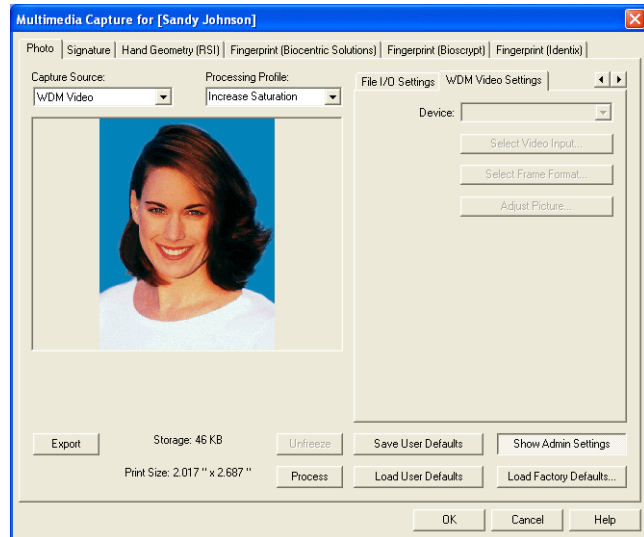 Multimedia Capture for [Sandy Johnson]
Photo Signature Hand Geometry (RSI) Fingerprint (Biocentric Solutions) Fingerprint (Bioscrypt) Fingerprint (Identix)
Capture Source: Processing Profile:
WDM Video Increase Saturation
File I/O Settings WDM Video Settings
Device:
Select Video Input...
Select Frame Format...
Adjust Picture...
Export Storage: 46 KB Unfreeze Save User Defaults Show Admin Settings
Print Size: 2.017 " x 2.687 " Process Load User Defaults Load Factory Defaults...
OK Cancel Help